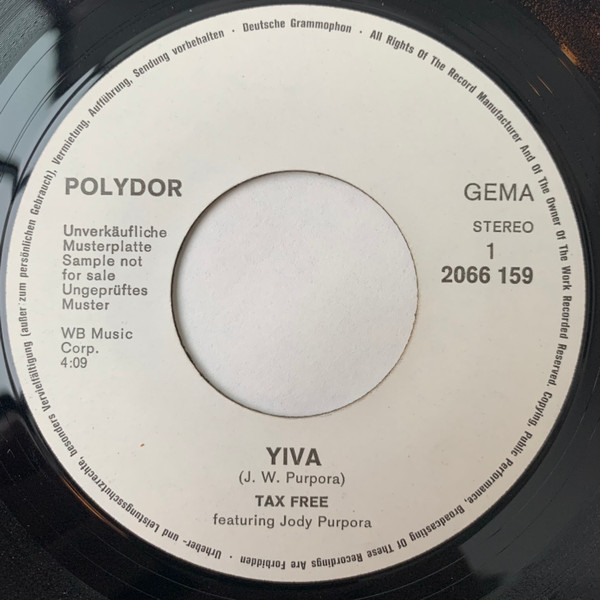 POLYDOR
GEMA
STEREO
1
2066 159
Unverkäufliche
Musterplatte
Sample not
for sale
Ungeprüftes
Muster
WB Music
Corp.
4:09
YIVA
(J. W. Purpora)
TAX FREE
featuring Jody Purpora
Urheber- und Leistungsschutzrechte, besonders Vervielfältigung (außer zum persönlichen Gebrauch), Vermietung, Aufführung, Sendung vorbehalten · Deutsche Grammophon · All Rights Of The Record Manufacturer And Of The Owner Of The Work Recorded Reserved. Copying, Public Performance, Broadcasting Of These Recordings Are Forbidden ·